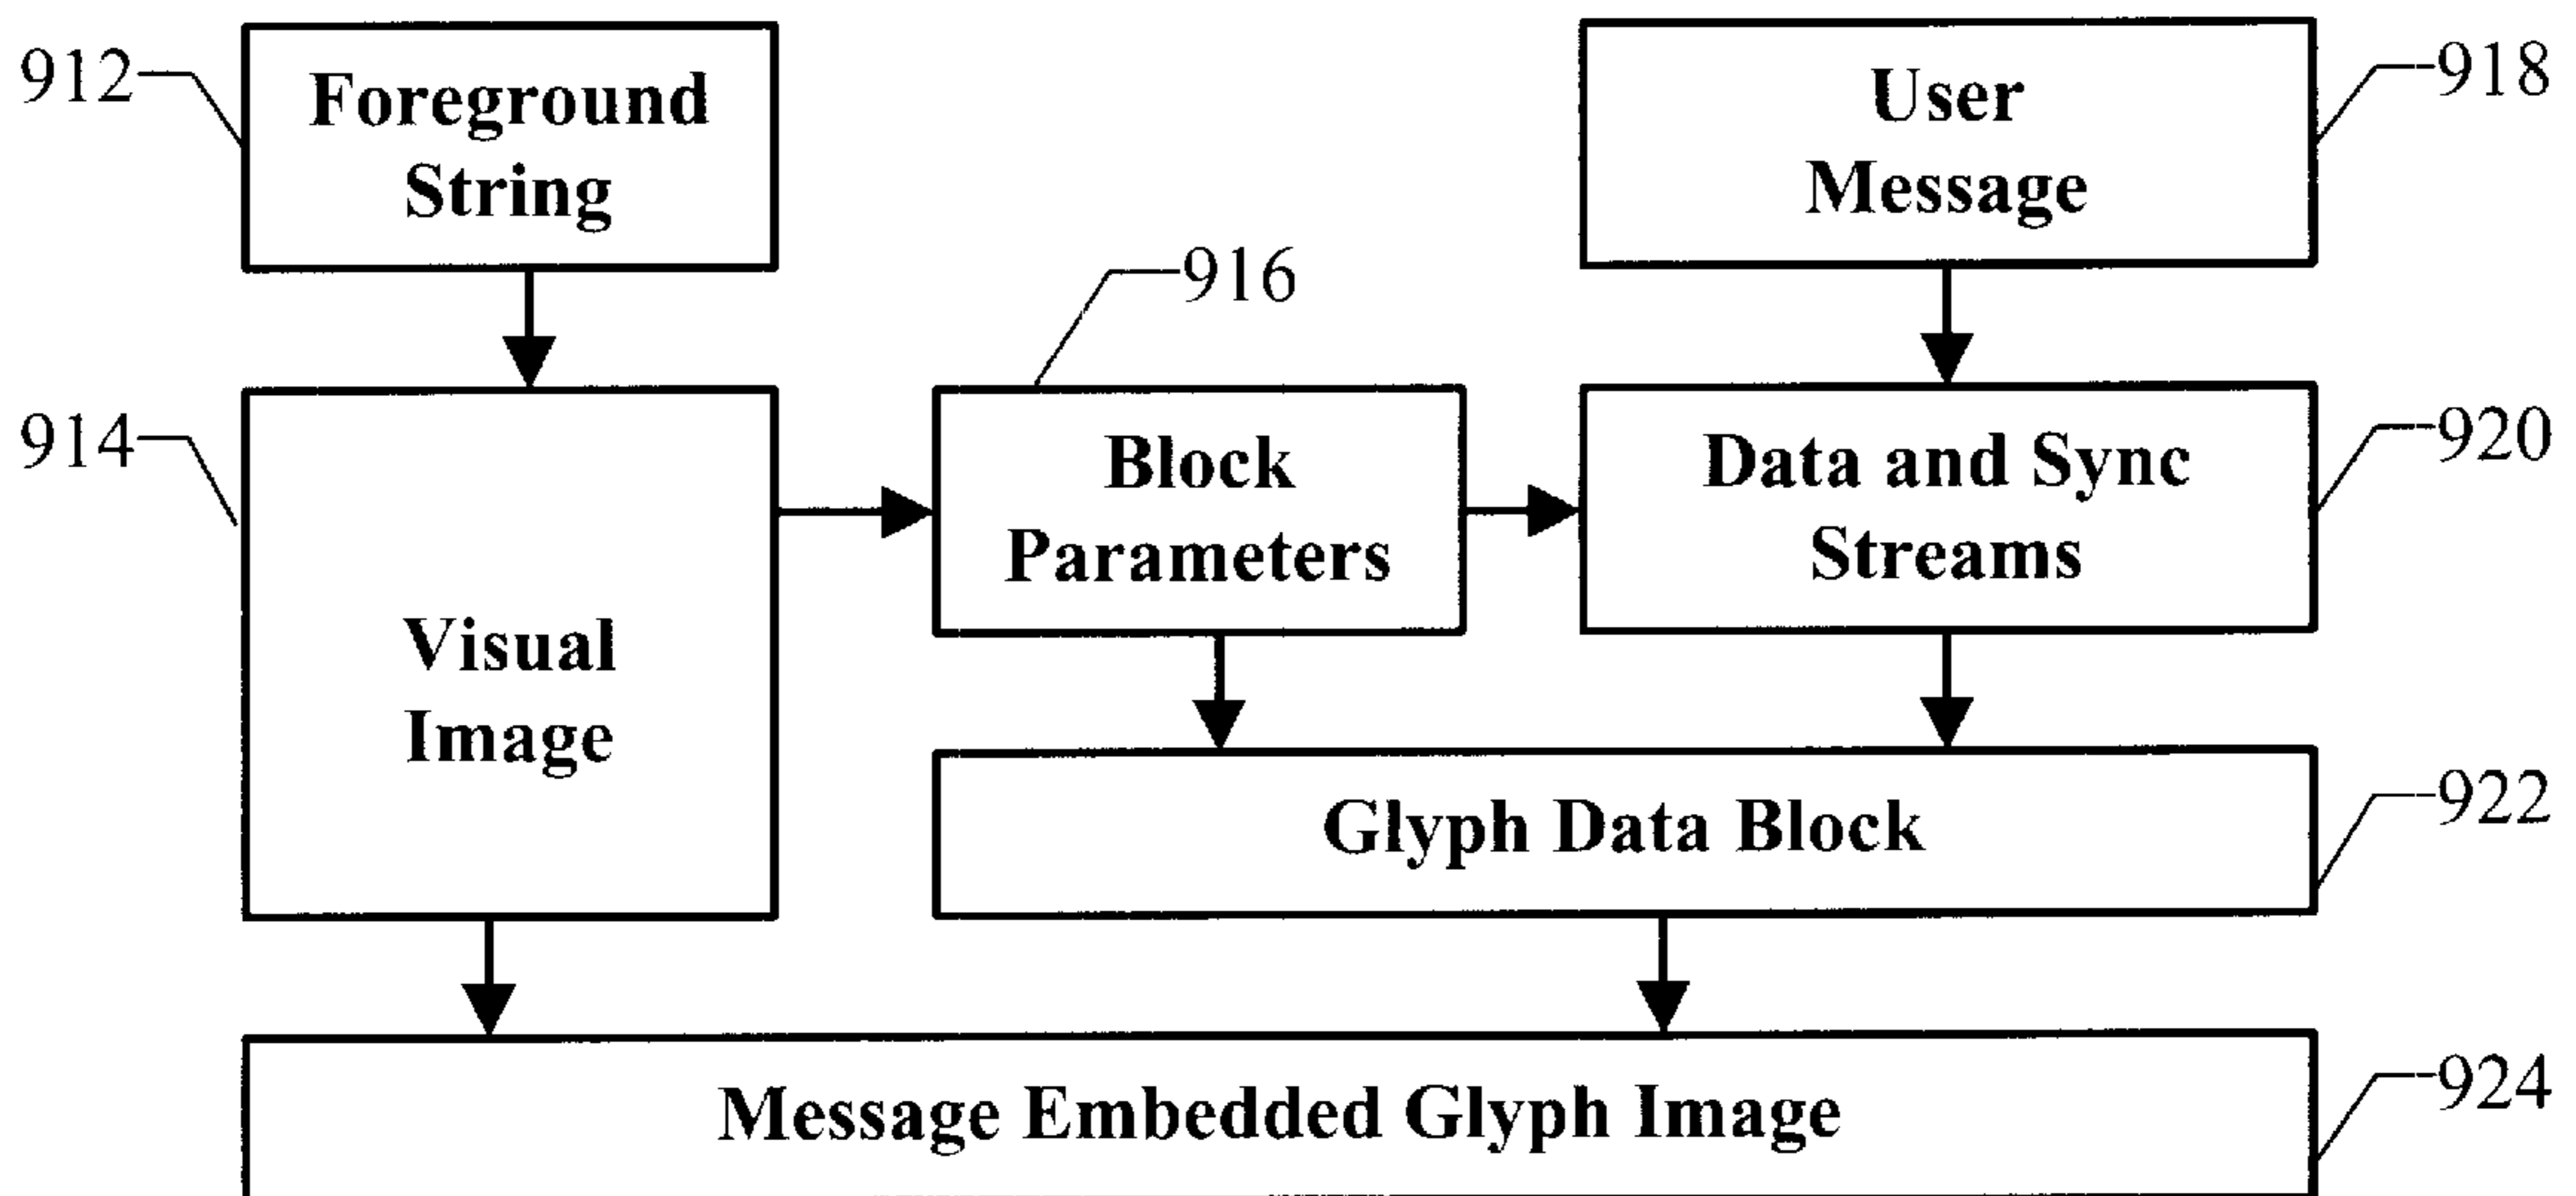 912
Foreground
String
918
User
Message
916
914
Visual
Image
Block
Parameters
920
Data and Sync
Streams
922
Glyph Data Block
924
Message Embedded Glyph Image